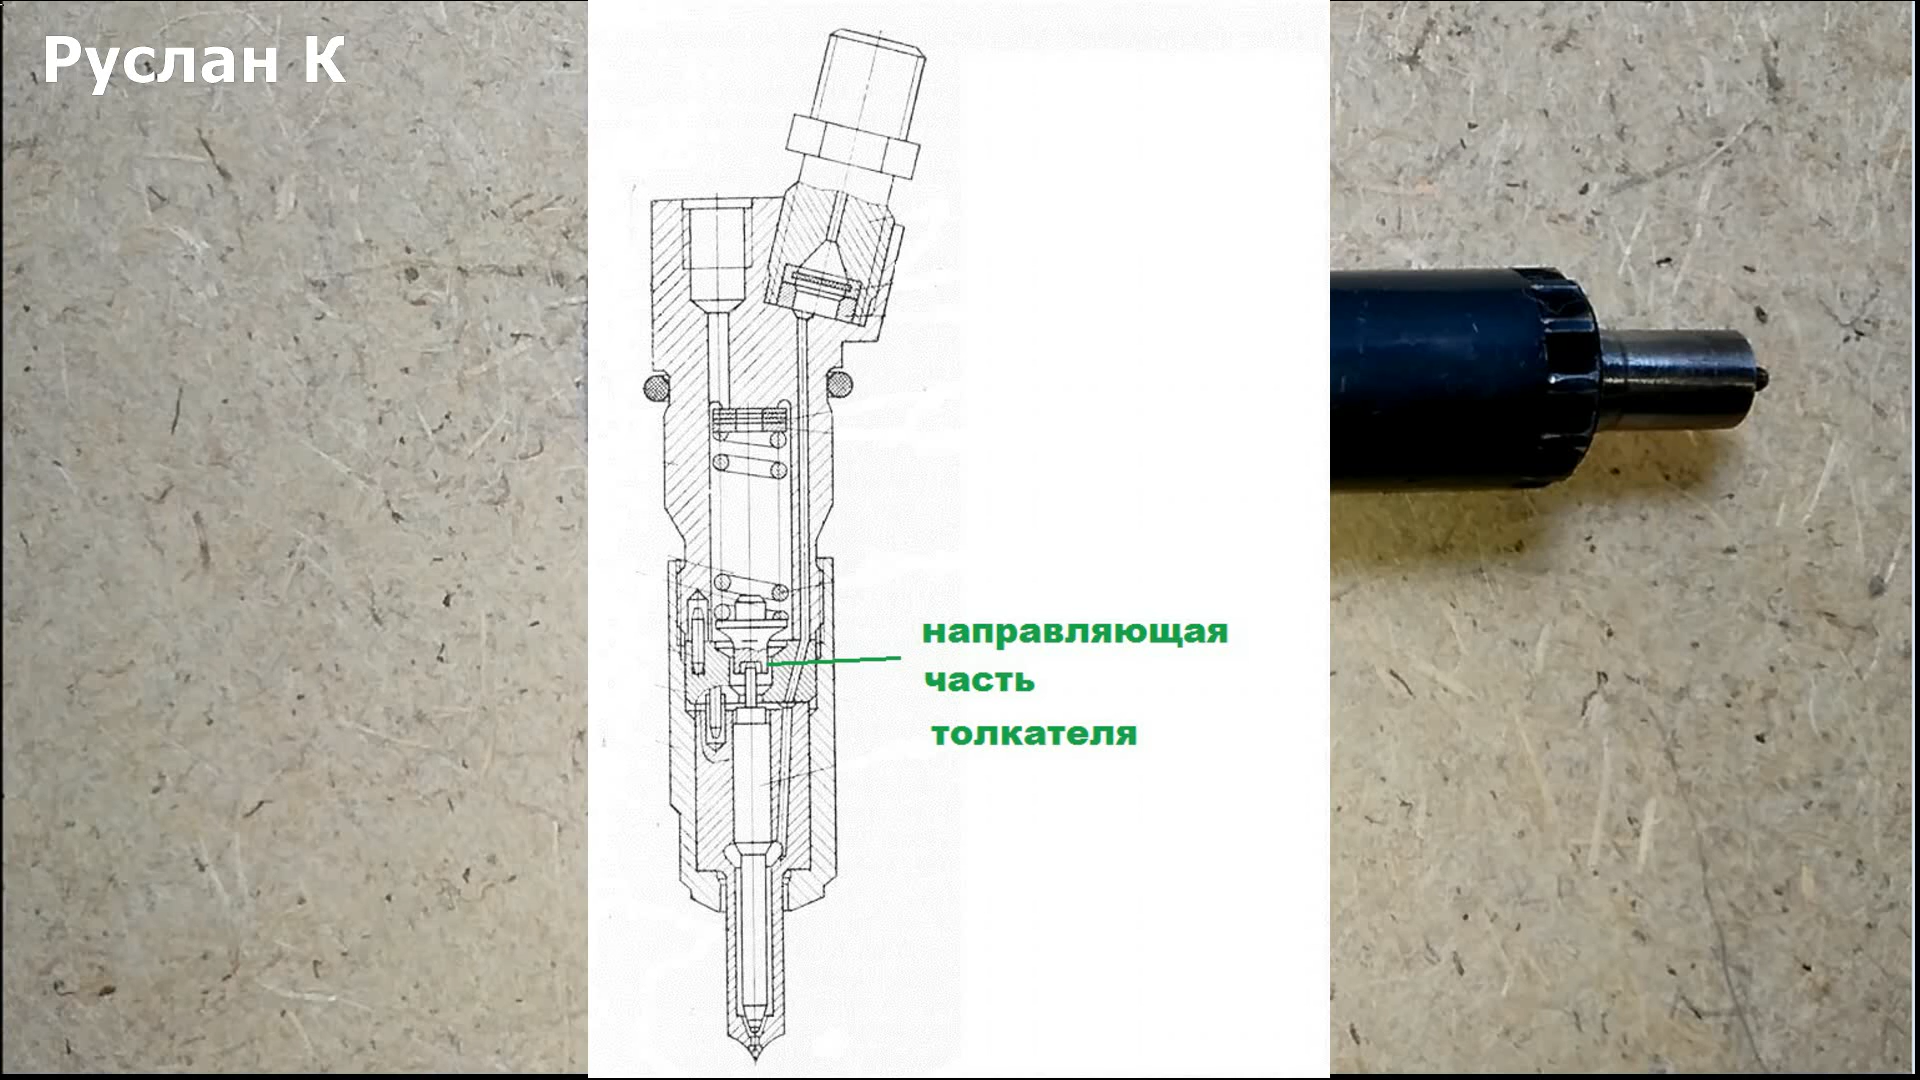 Руслан К
направляющая
часть
толкателя